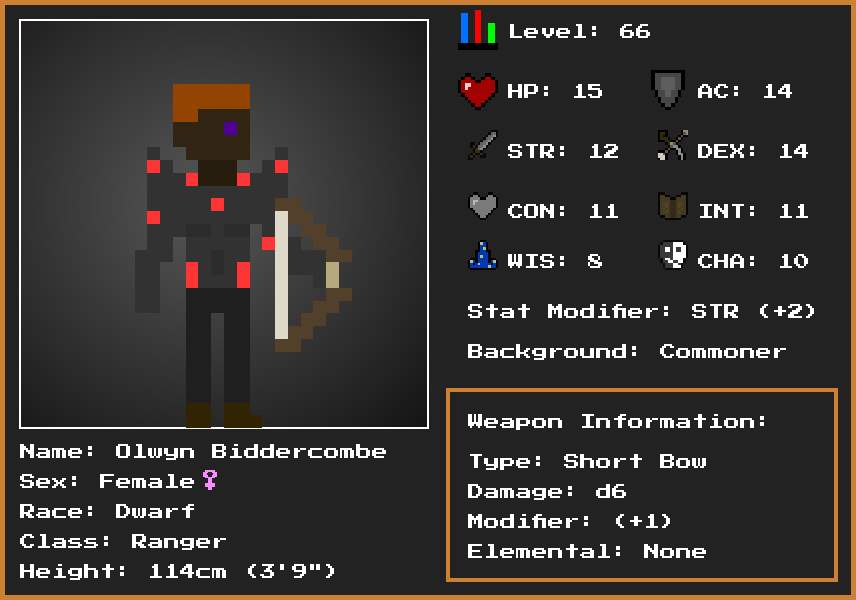 Level: 66
HP: 15
AC: 14
STR: 12
DEX: 14
CON: 11
INT: 11
WIS: 8
CHA: 10
Stat Modifier: STR (+2)
Background: Commoner
Name: Olwyn Biddercombe
Sex: Female♀
Race: Dwarf
Class: Ranger
Height: 114cm (3'9")
Weapon Information:
Type: Short Bow
Damage: d6
Modifier: (+1)
Elemental: None